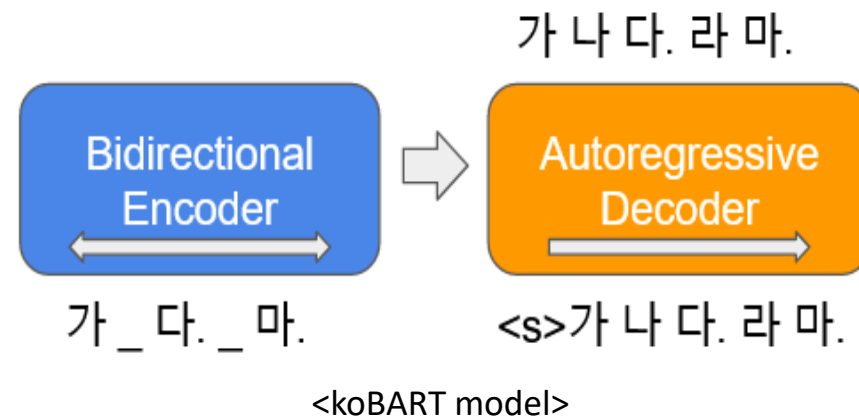 가 나 다. 라 마.
Bidirectional
Encoder
Autoregressive
Decoder
가 _ 다. _ 마.
<s>가 나 다. 라 마.
<koBART model>